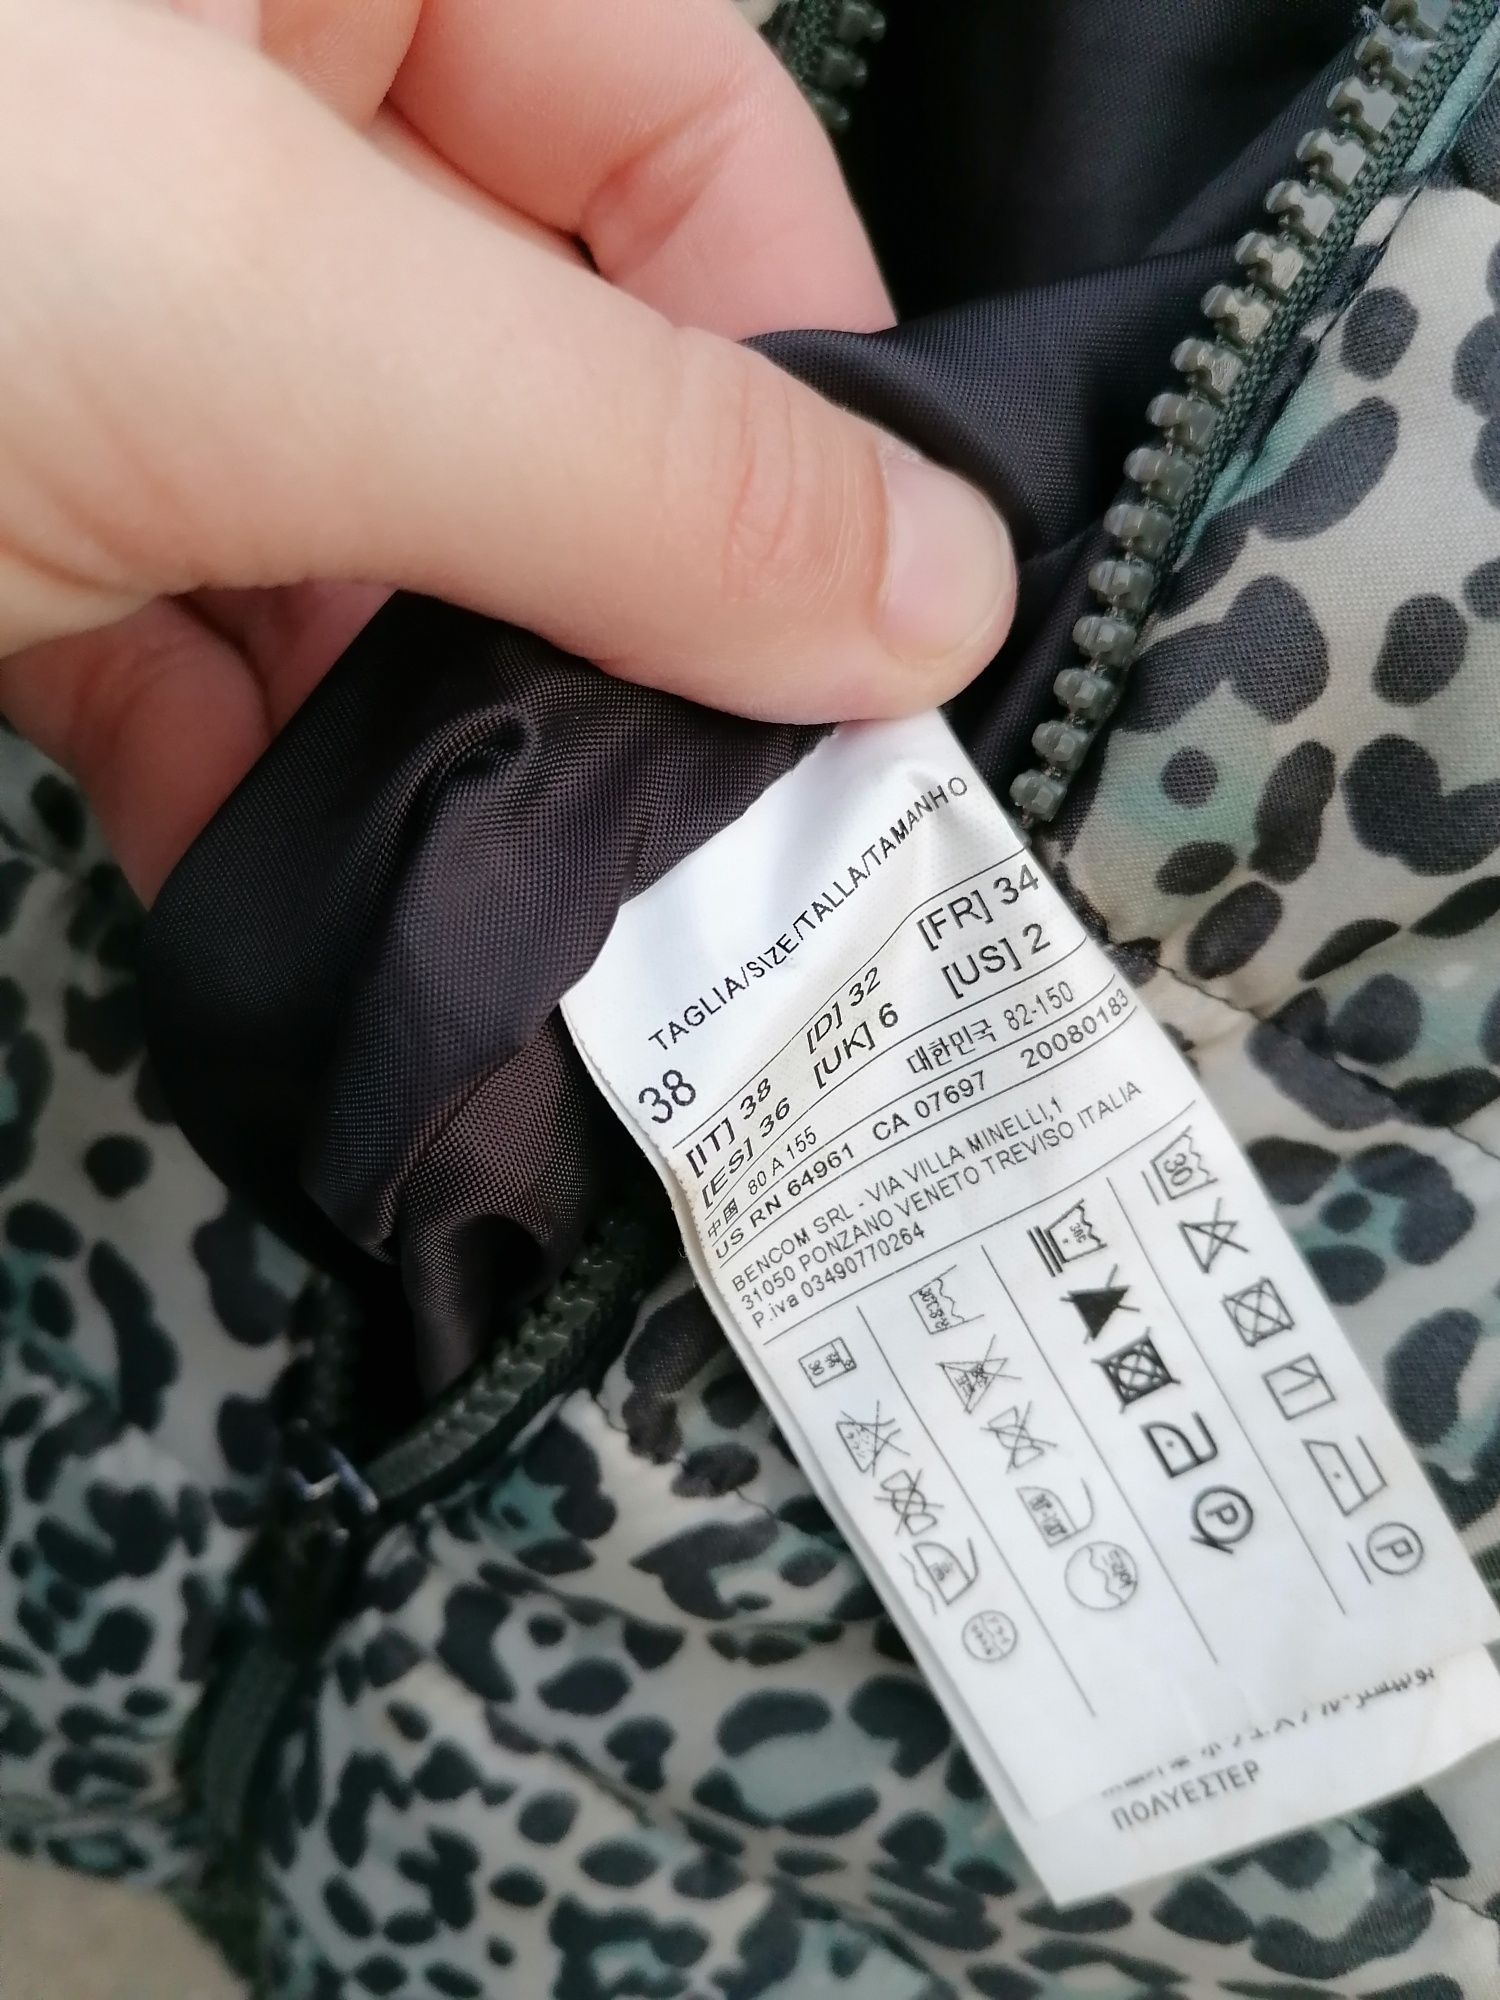 TAGLIA/SIZE/TALLA/TAMANHO
38
[IT] 38 [D] 32 [FR] 34
[ES] 36 [UK] 6 [US] 2
中国 80 A 155 대한민국 82-150
US RN 64961 CA 07697 20080183
BENCOM SRL - VIA VILLA MINELLI,1
31050 PONZANO VENETO TREVISO ITALIA
P.iva 03490770264
30
P
30
P
ΠΟΛΥΕΣΤΕΡ